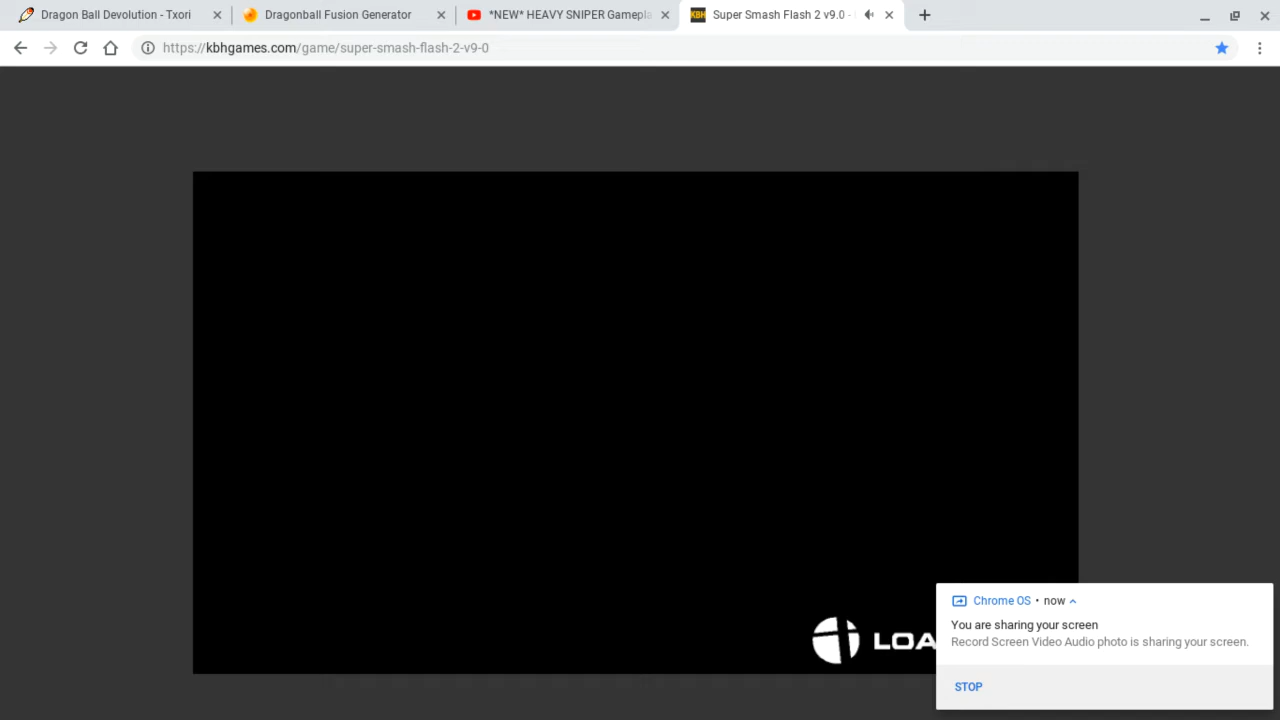 Dragon Ball Devolution - Txori
Dragonball Fusion Generator
*NEW* HEAVY SNIPER Gamepla
Super Smash Flash 2 v9.0 -
KBH
https://kbhgames.com/game/super-smash-flash-2-v9-0
LOA
Chrome OS • now
You are sharing your screen
Record Screen Video Audio photo is sharing your screen.
STOP